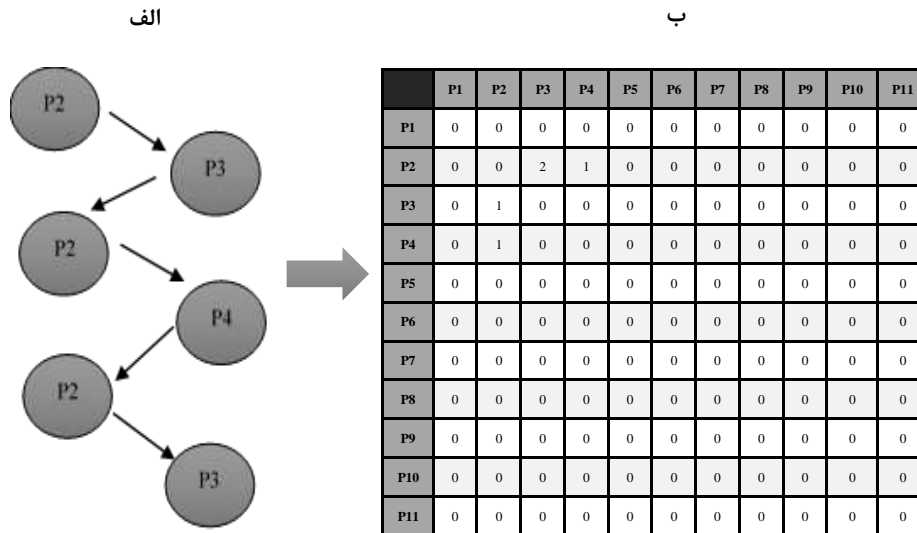 الف
ب
P2
P3
P2
P4
P2
P3
P1 P2 P3 P4 P5 P6 P7 P8 P9 P10 P11
P1 0 0 0 0 0 0 0 0 0 0 0
P2 0 0 2 1 0 0 0 0 0 0 0
P3 0 1 0 0 0 0 0 0 0 0 0
P4 0 1 0 0 0 0 0 0 0 0 0
P5 0 0 0 0 0 0 0 0 0 0 0
P6 0 0 0 0 0 0 0 0 0 0 0
P7 0 0 0 0 0 0 0 0 0 0 0
P8 0 0 0 0 0 0 0 0 0 0 0
P9 0 0 0 0 0 0 0 0 0 0 0
P10 0 0 0 0 0 0 0 0 0 0 0
P11 0 0 0 0 0 0 0 0 0 0 0